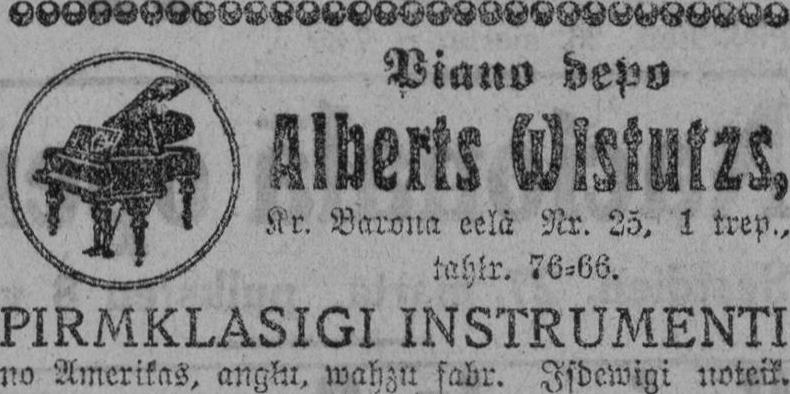 Piano depo
Alberts Wistutzs,
Kr. Barona eelâ Nr. 25, 1 trep.,
tahlr. 76-66.
PIRMKLASIGI INSTRUMENTI
no Amerikas, angļu, wahzu fabr. Isdewigi noteik.